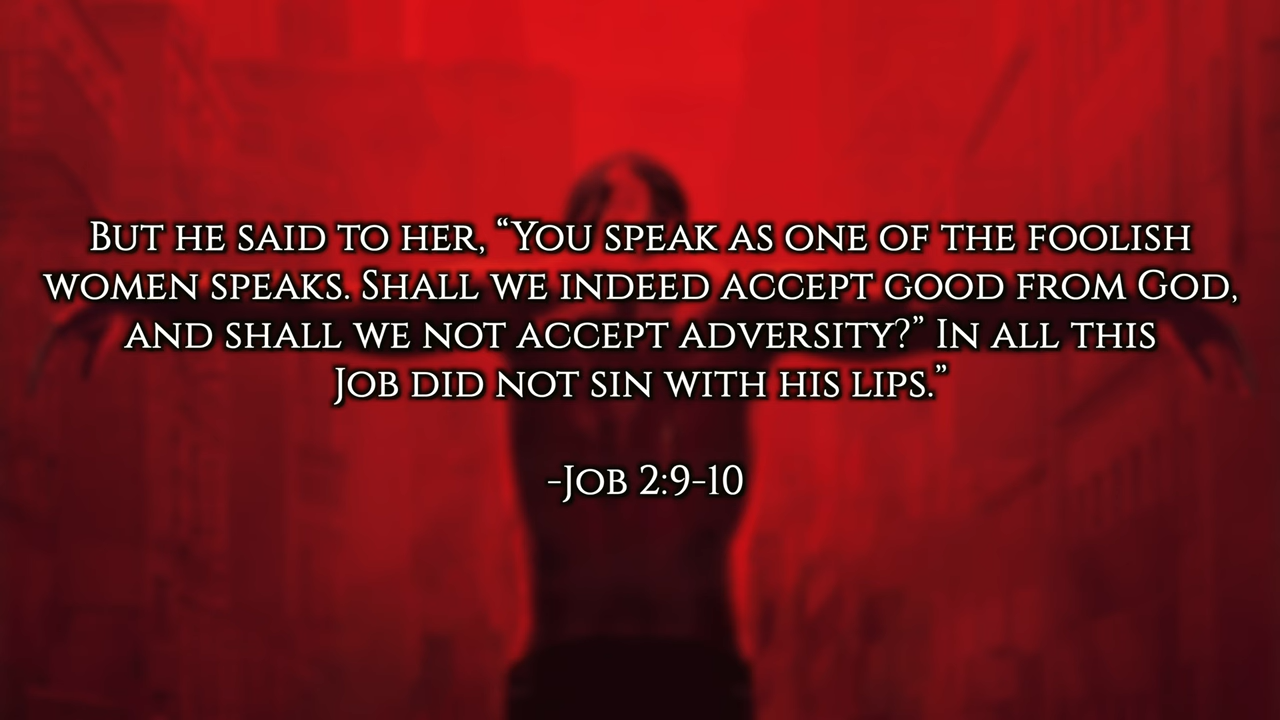 But he said to her, “You speak as one of the foolish
women speaks. Shall we indeed accept good from God,
and shall we not accept adversity?” In all this
Job did not sin with his lips.”
-Job 2:9-10